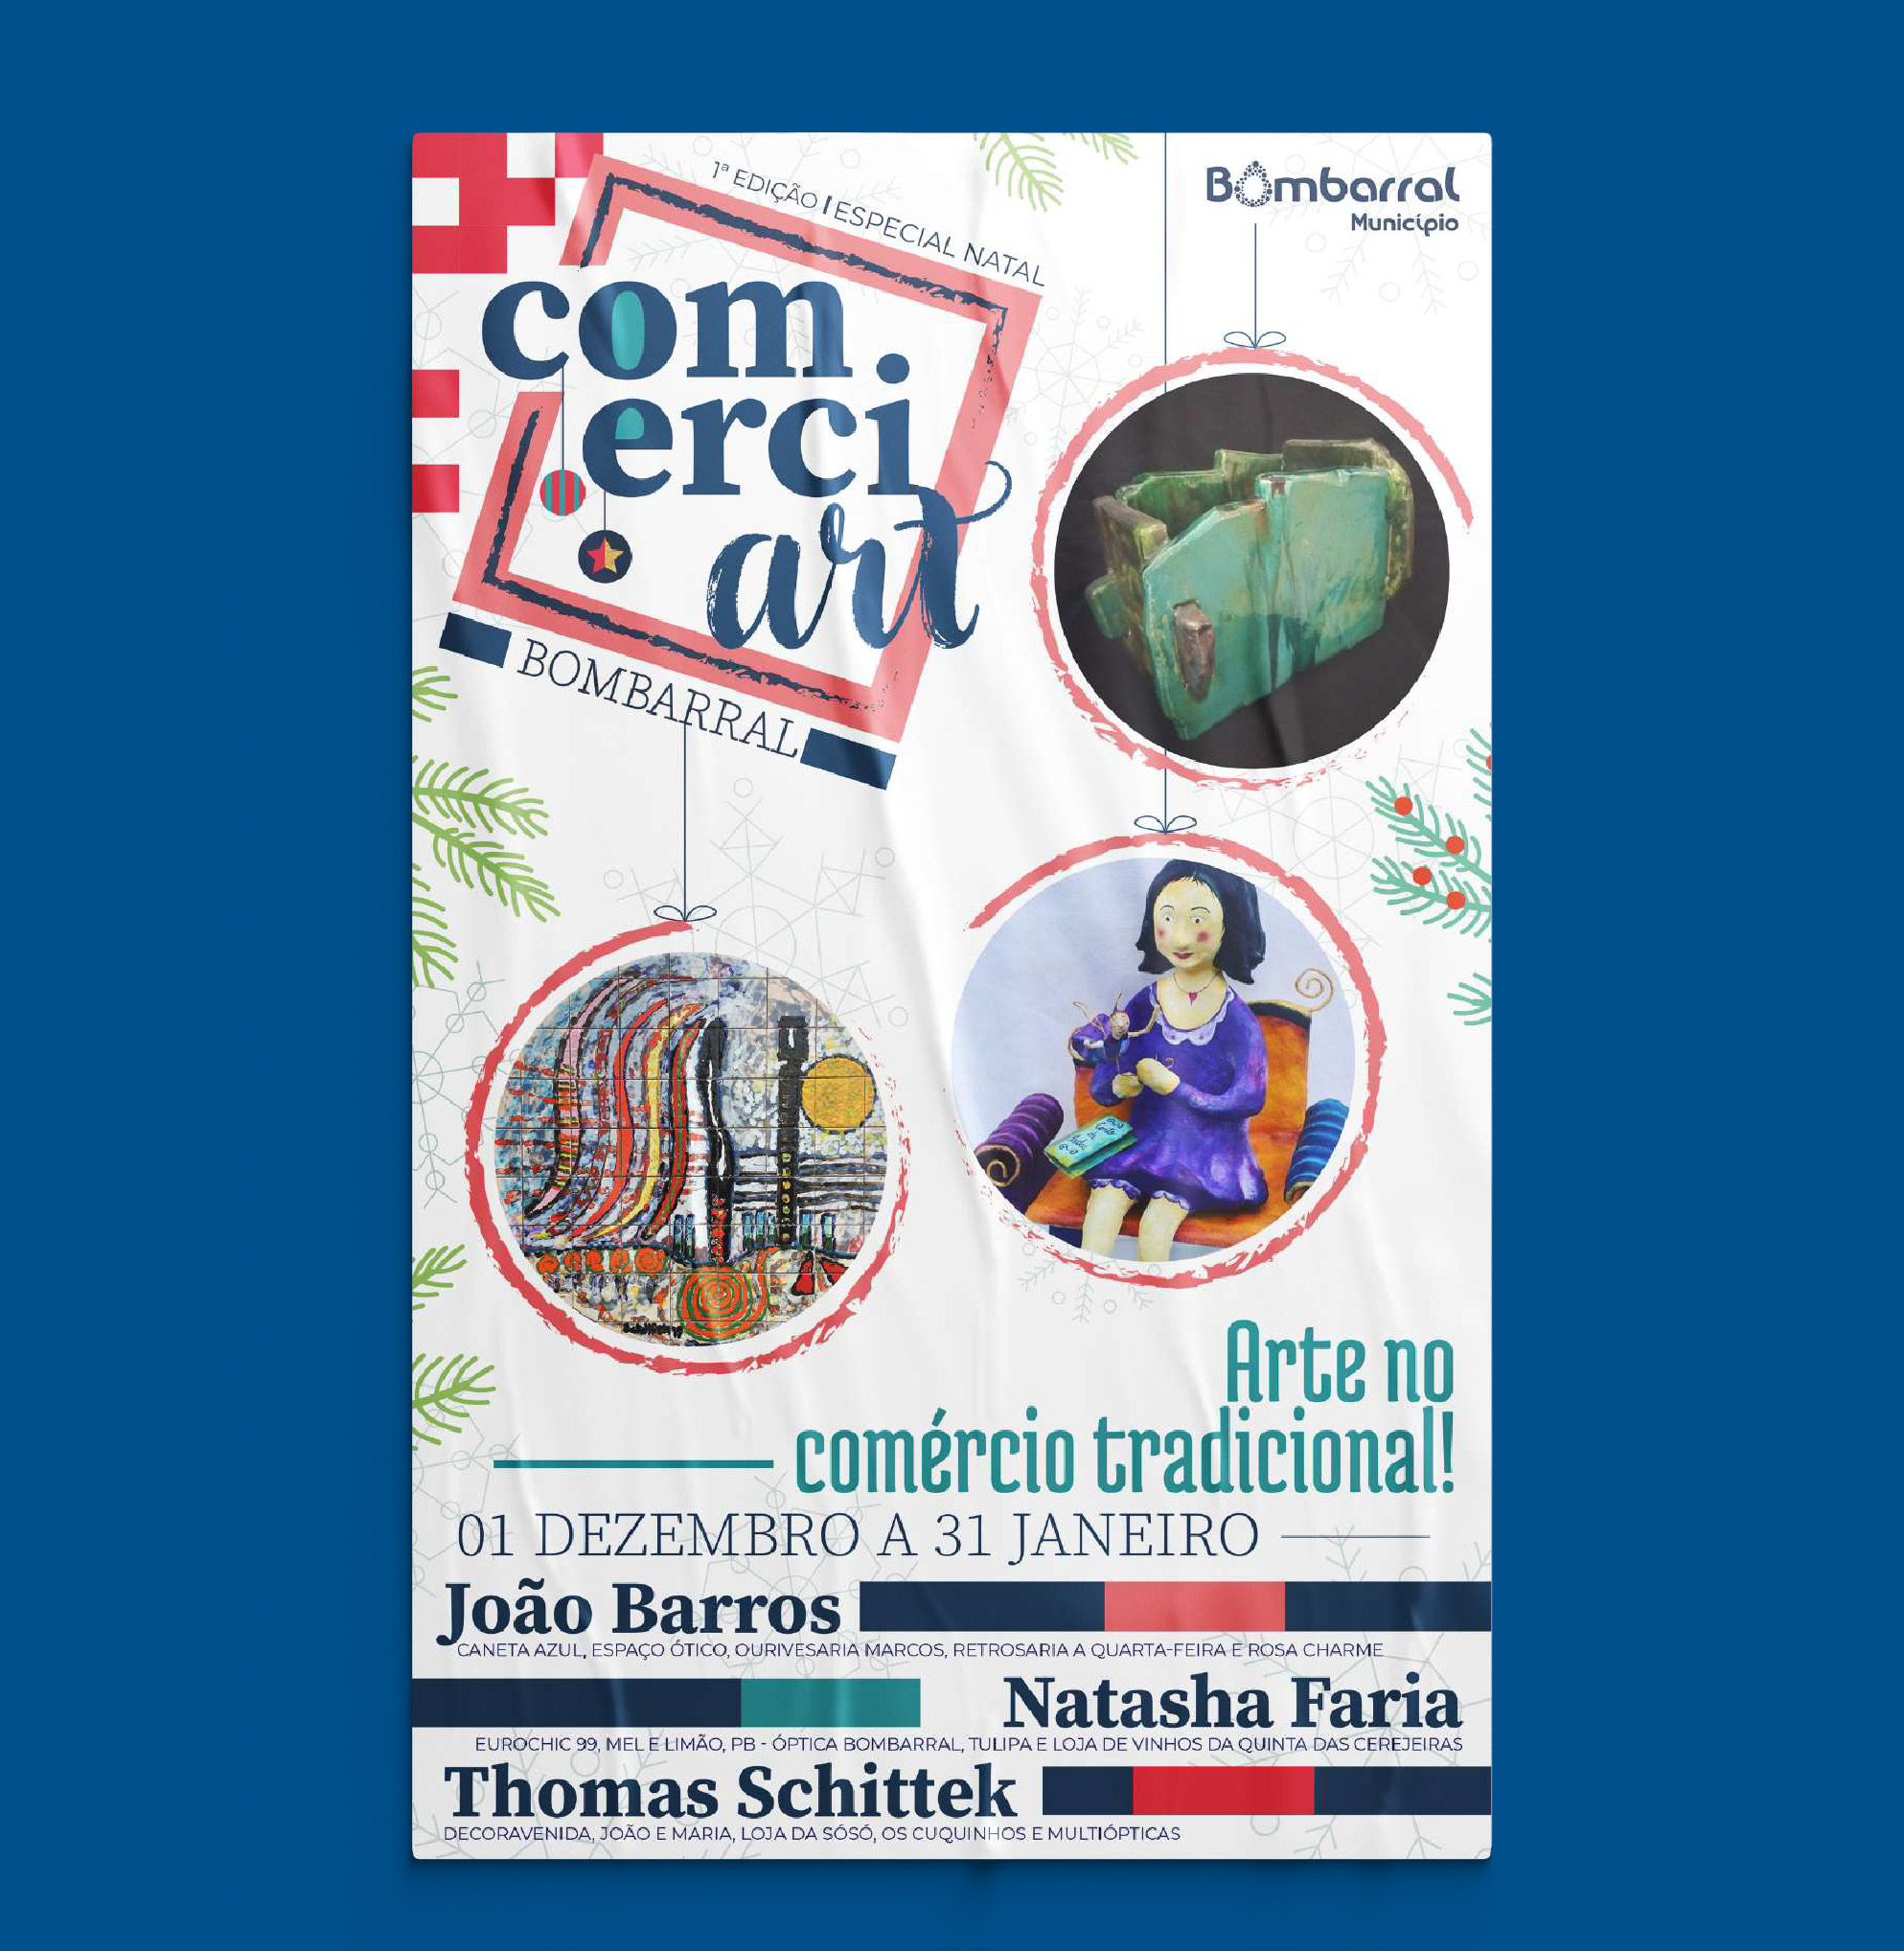 1ª EDIÇÃO | ESPECIAL NATAL
Bombarral
Município
com.
erci
art
BOMBARRAL
Arte no
comércio tradicional!
01 DEZEMBRO A 31 JANEIRO
João Barros
CANETA AZUL, ESPAÇO ÓTICO, OURIVESARIA MARCOS, RETROSARIA A QUARTA-FEIRA E ROSA CHARME
Natasha Faria
EUROCHIC 99, MEL E LIMÃO, PB - ÓPTICA BOMBARRAL, TULIPA E LOJA DE VINHOS DA QUINTA DAS CEREJEIRAS
Thomas Schittek
DECORAVENIDA, JOÃO E MARIA, LOJA DA SÓSÓ, OS CUQUINHOS E MULTIÓPTICAS